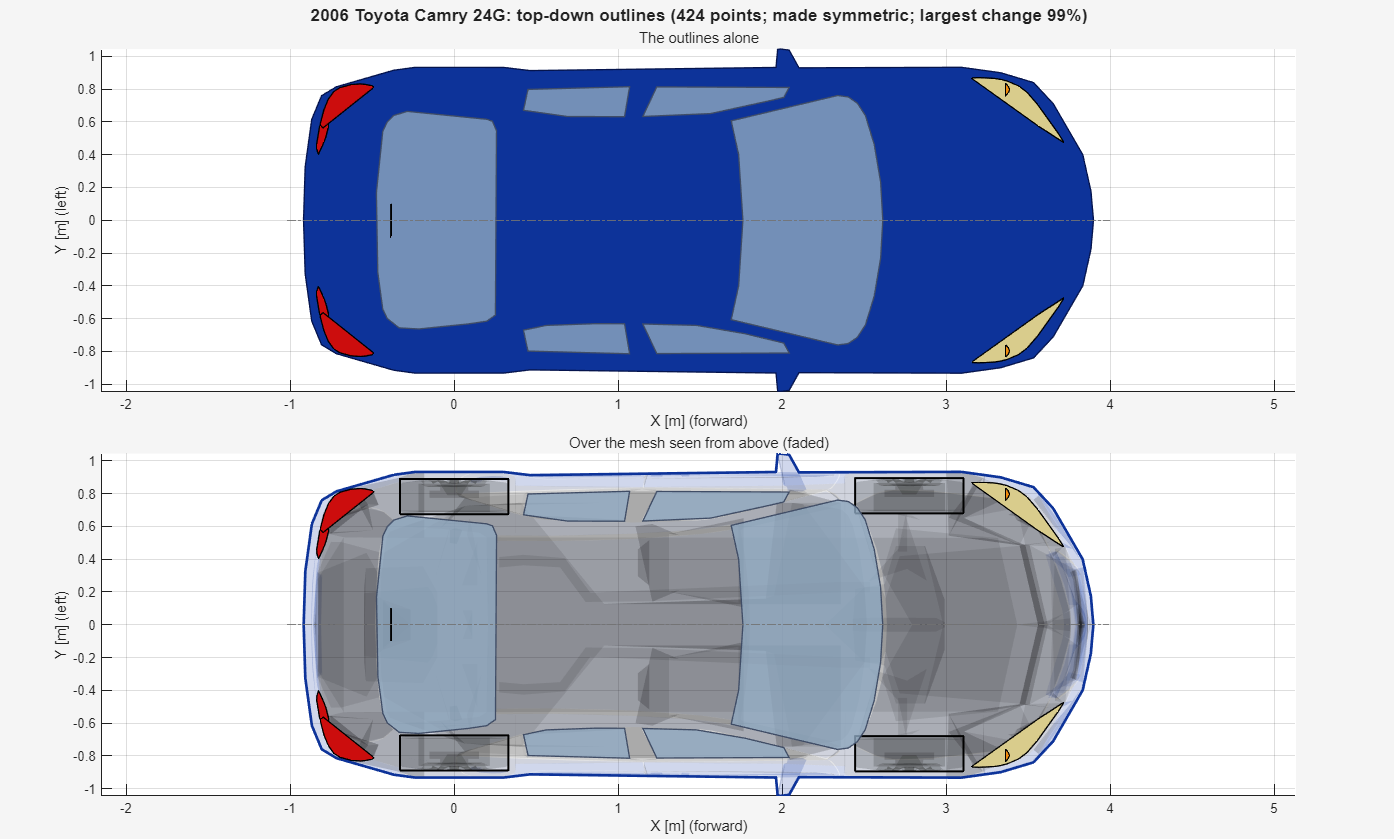 2006 Toyota Camry 24G: top-down outlines (424 points; made symmetric; largest change 99%)
The outlines alone
1
0.8
0.6
0.4
0.2
0
-0.2
-0.4
-0.6
-0.8
-1
Y [m] (left)
-2 -1 0 1 2 3 4 5
X [m] (forward)
Over the mesh seen from above (faded)
1
0.8
0.6
0.4
0.2
0
-0.2
-0.4
-0.6
-0.8
-1
Y [m] (left)
-2 -1 0 1 2 3 4 5
X [m] (forward)